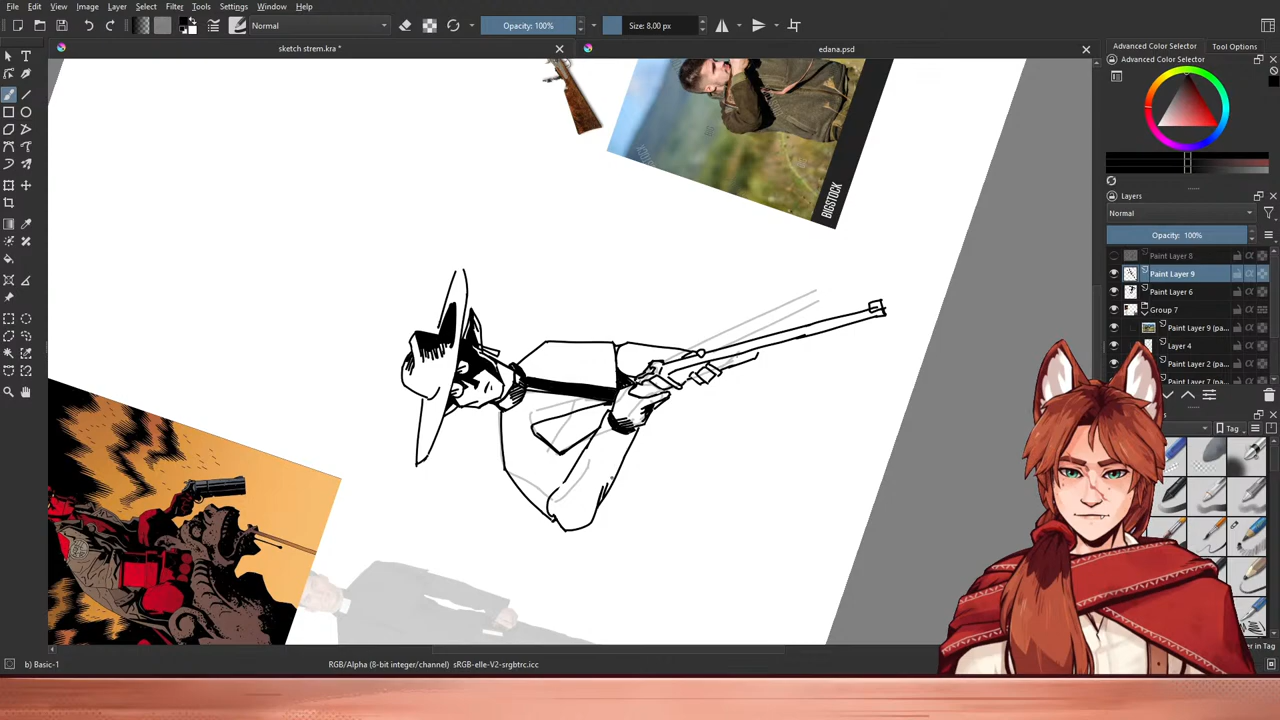 File Edit View Image Layer Select Filter Tools Settings Window Help
Normal Opacity: 100% Size: 8.00 px
sketch strem.kra * edana.psd
Advanced Color Selector Tool Options
Advanced Color Selector
Layers
Normal
Opacity: 100%
Paint Layer 8
Paint Layer 9
Paint Layer 6
Group 7
Paint Layer 9 (pa...
Layer 4
Paint Layer 2 (pa...
Paint Layer 7 (pa...
Tag
BIGSTOCK
in Tag
b) Basic-1 RGB/Alpha (8-bit integer/channel) sRGB-elle-V2-srgbtrc.icc